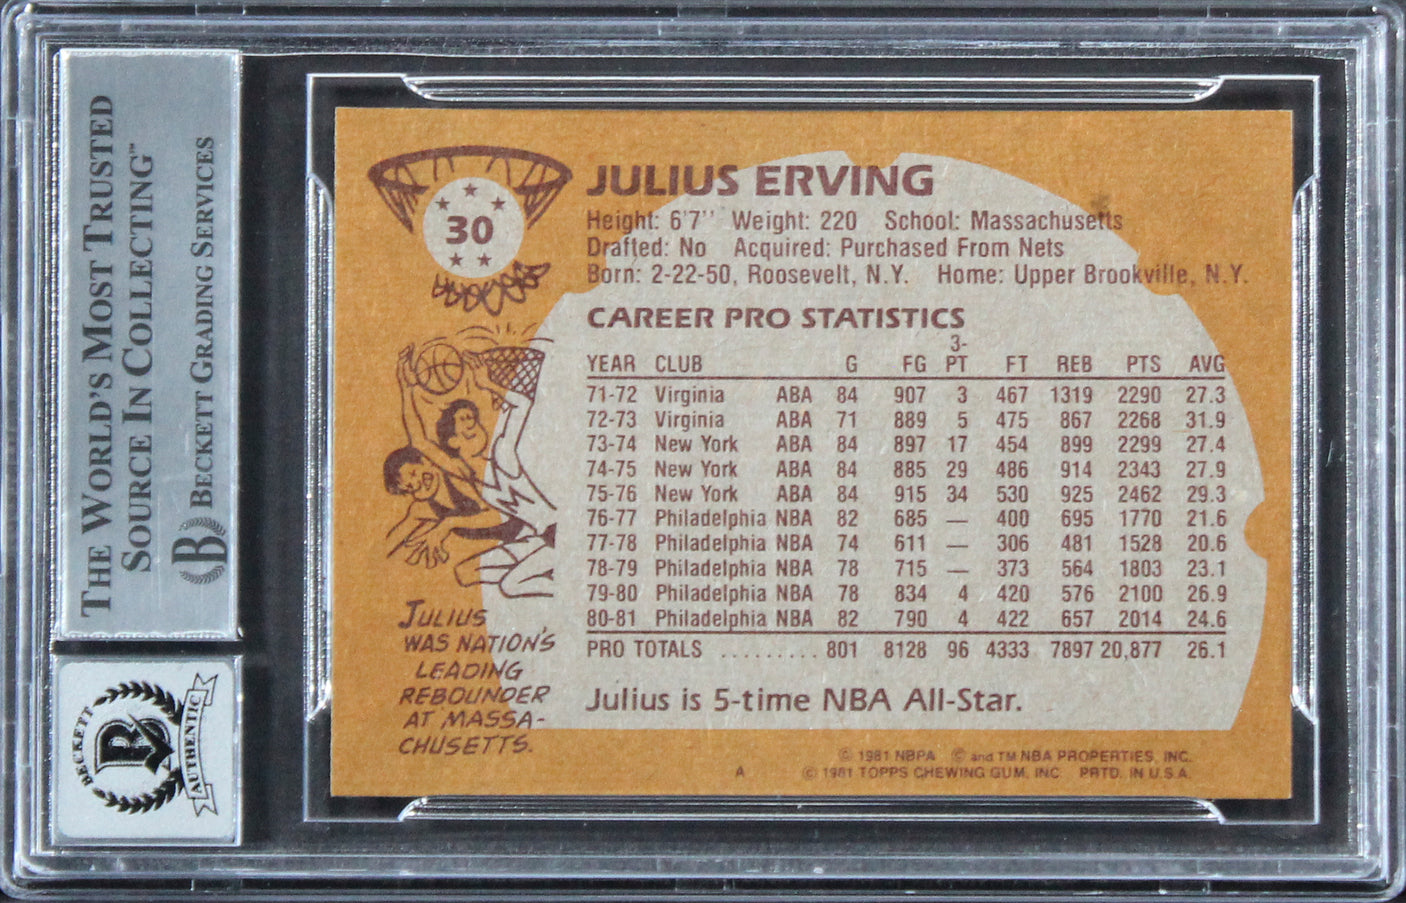 THE WORLD'S MOST TRUSTED
SOURCE IN COLLECTING™
BECKETT GRADING SERVICES
B
BECKETT
AUTHENTIC
B
30
JULIUS ERVING
Height: 6'7'' Weight: 220 School: Massachusetts
Drafted: No Acquired: Purchased From Nets
Born: 2-22-50, Roosevelt, N.Y. Home: Upper Brookville, N.Y.
CAREER PRO STATISTICS
YEAR CLUB G FG 3-PT FT REB PTS AVG
71-72 Virginia ABA 84 907 3 467 1319 2290 27.3
72-73 Virginia ABA 71 889 5 475 867 2268 31.9
73-74 New York ABA 84 897 17 454 899 2299 27.4
74-75 New York ABA 84 885 29 486 914 2343 27.9
75-76 New York ABA 84 915 34 530 925 2462 29.3
76-77 Philadelphia NBA 82 685 — 400 695 1770 21.6
77-78 Philadelphia NBA 74 611 — 306 481 1528 20.6
78-79 Philadelphia NBA 78 715 — 373 564 1803 23.1
79-80 Philadelphia NBA 78 834 4 420 576 2100 26.9
80-81 Philadelphia NBA 82 790 4 422 657 2014 24.6
PRO TOTALS ......... 801 8128 96 4333 7897 20,877 26.1
Julius is 5-time NBA All-Star.
JULIUS
WAS NATION'S
LEADING
REBOUNDER
AT MASSA-
CHUSETTS.
© 1981 NBPA © and TM NBA PROPERTIES, INC.
A © 1981 TOPPS CHEWING GUM, INC. PRTD. IN U.S.A.